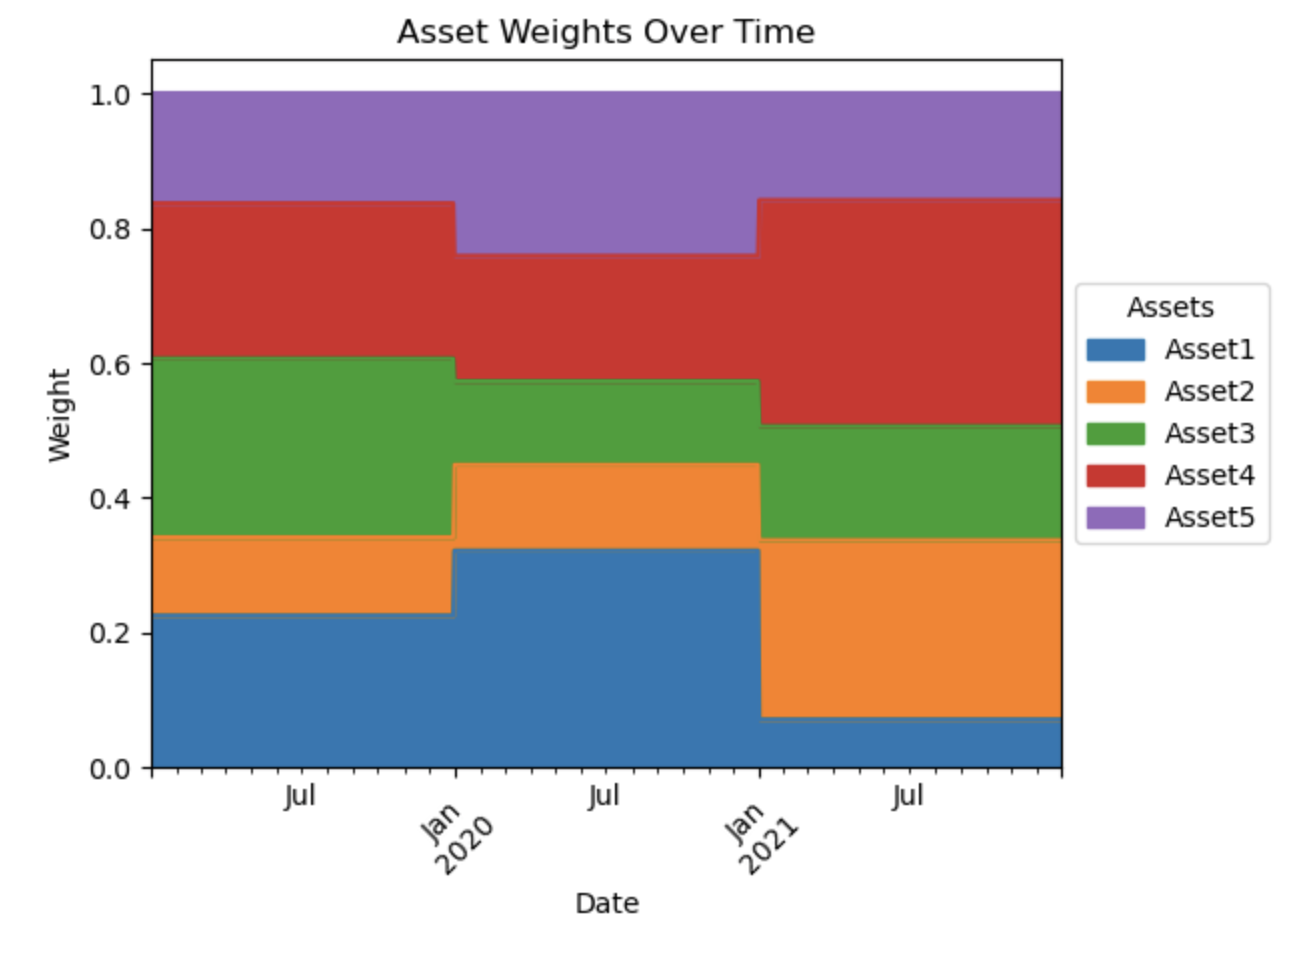 Asset Weights Over Time
1.0
0.8
0.6
0.4
0.2
0.0
Weight
Jul
Jan
2020
Jul
Jan
2021
Jul
Date
Assets
Asset1
Asset2
Asset3
Asset4
Asset5